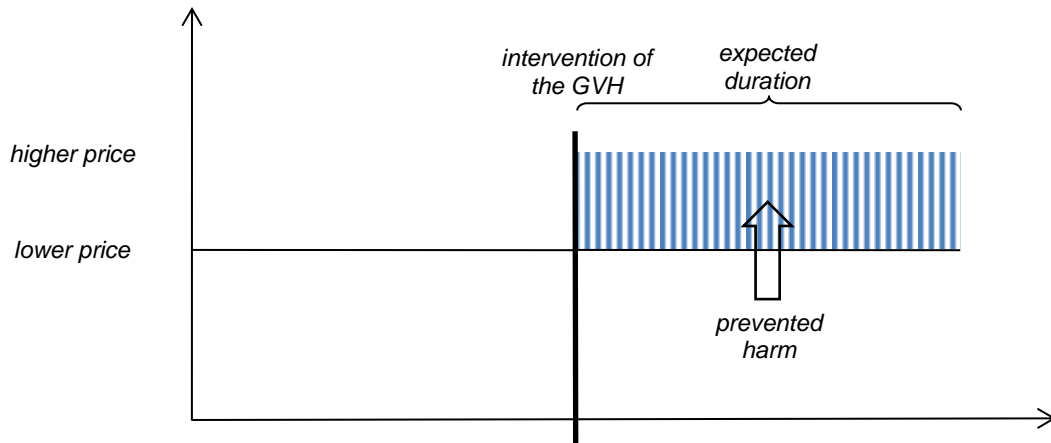 intervention of
the GVH
expected
duration
higher price
lower price
prevented
harm